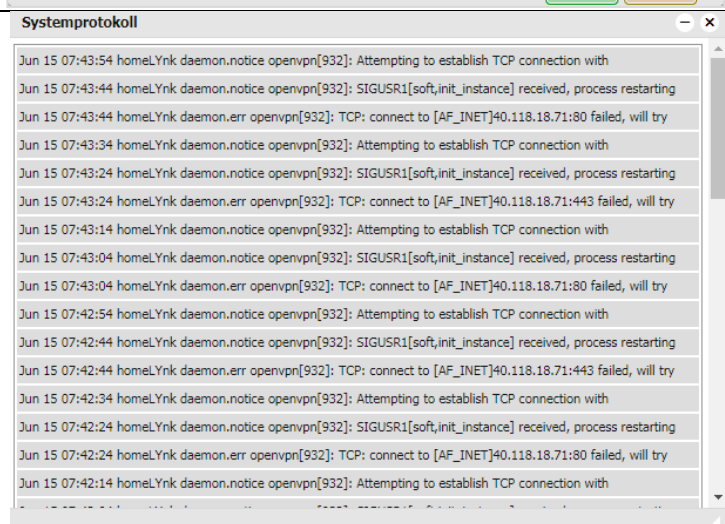 Systemprotokoll
Jun 15 07:43:54 homeLYnk daemon.notice openvpn[932]: Attempting to establish TCP connection with
Jun 15 07:43:44 homeLYnk daemon.notice openvpn[932]: SIGUSR1[soft,init_instance] received, process restarting
Jun 15 07:43:44 homeLYnk daemon.err openvpn[932]: TCP: connect to [AF_INET]40.118.18.71:80 failed, will try
Jun 15 07:43:34 homeLYnk daemon.notice openvpn[932]: Attempting to establish TCP connection with
Jun 15 07:43:24 homeLYnk daemon.notice openvpn[932]: SIGUSR1[soft,init_instance] received, process restarting
Jun 15 07:43:24 homeLYnk daemon.err openvpn[932]: TCP: connect to [AF_INET]40.118.18.71:443 failed, will try
Jun 15 07:43:14 homeLYnk daemon.notice openvpn[932]: Attempting to establish TCP connection with
Jun 15 07:43:04 homeLYnk daemon.notice openvpn[932]: SIGUSR1[soft,init_instance] received, process restarting
Jun 15 07:43:04 homeLYnk daemon.err openvpn[932]: TCP: connect to [AF_INET]40.118.18.71:80 failed, will try
Jun 15 07:42:54 homeLYnk daemon.notice openvpn[932]: Attempting to establish TCP connection with
Jun 15 07:42:44 homeLYnk daemon.notice openvpn[932]: SIGUSR1[soft,init_instance] received, process restarting
Jun 15 07:42:44 homeLYnk daemon.err openvpn[932]: TCP: connect to [AF_INET]40.118.18.71:443 failed, will try
Jun 15 07:42:34 homeLYnk daemon.notice openvpn[932]: Attempting to establish TCP connection with
Jun 15 07:42:24 homeLYnk daemon.notice openvpn[932]: SIGUSR1[soft,init_instance] received, process restarting
Jun 15 07:42:24 homeLYnk daemon.err openvpn[932]: TCP: connect to [AF_INET]40.118.18.71:80 failed, will try
Jun 15 07:42:14 homeLYnk daemon.notice openvpn[932]: Attempting to establish TCP connection with